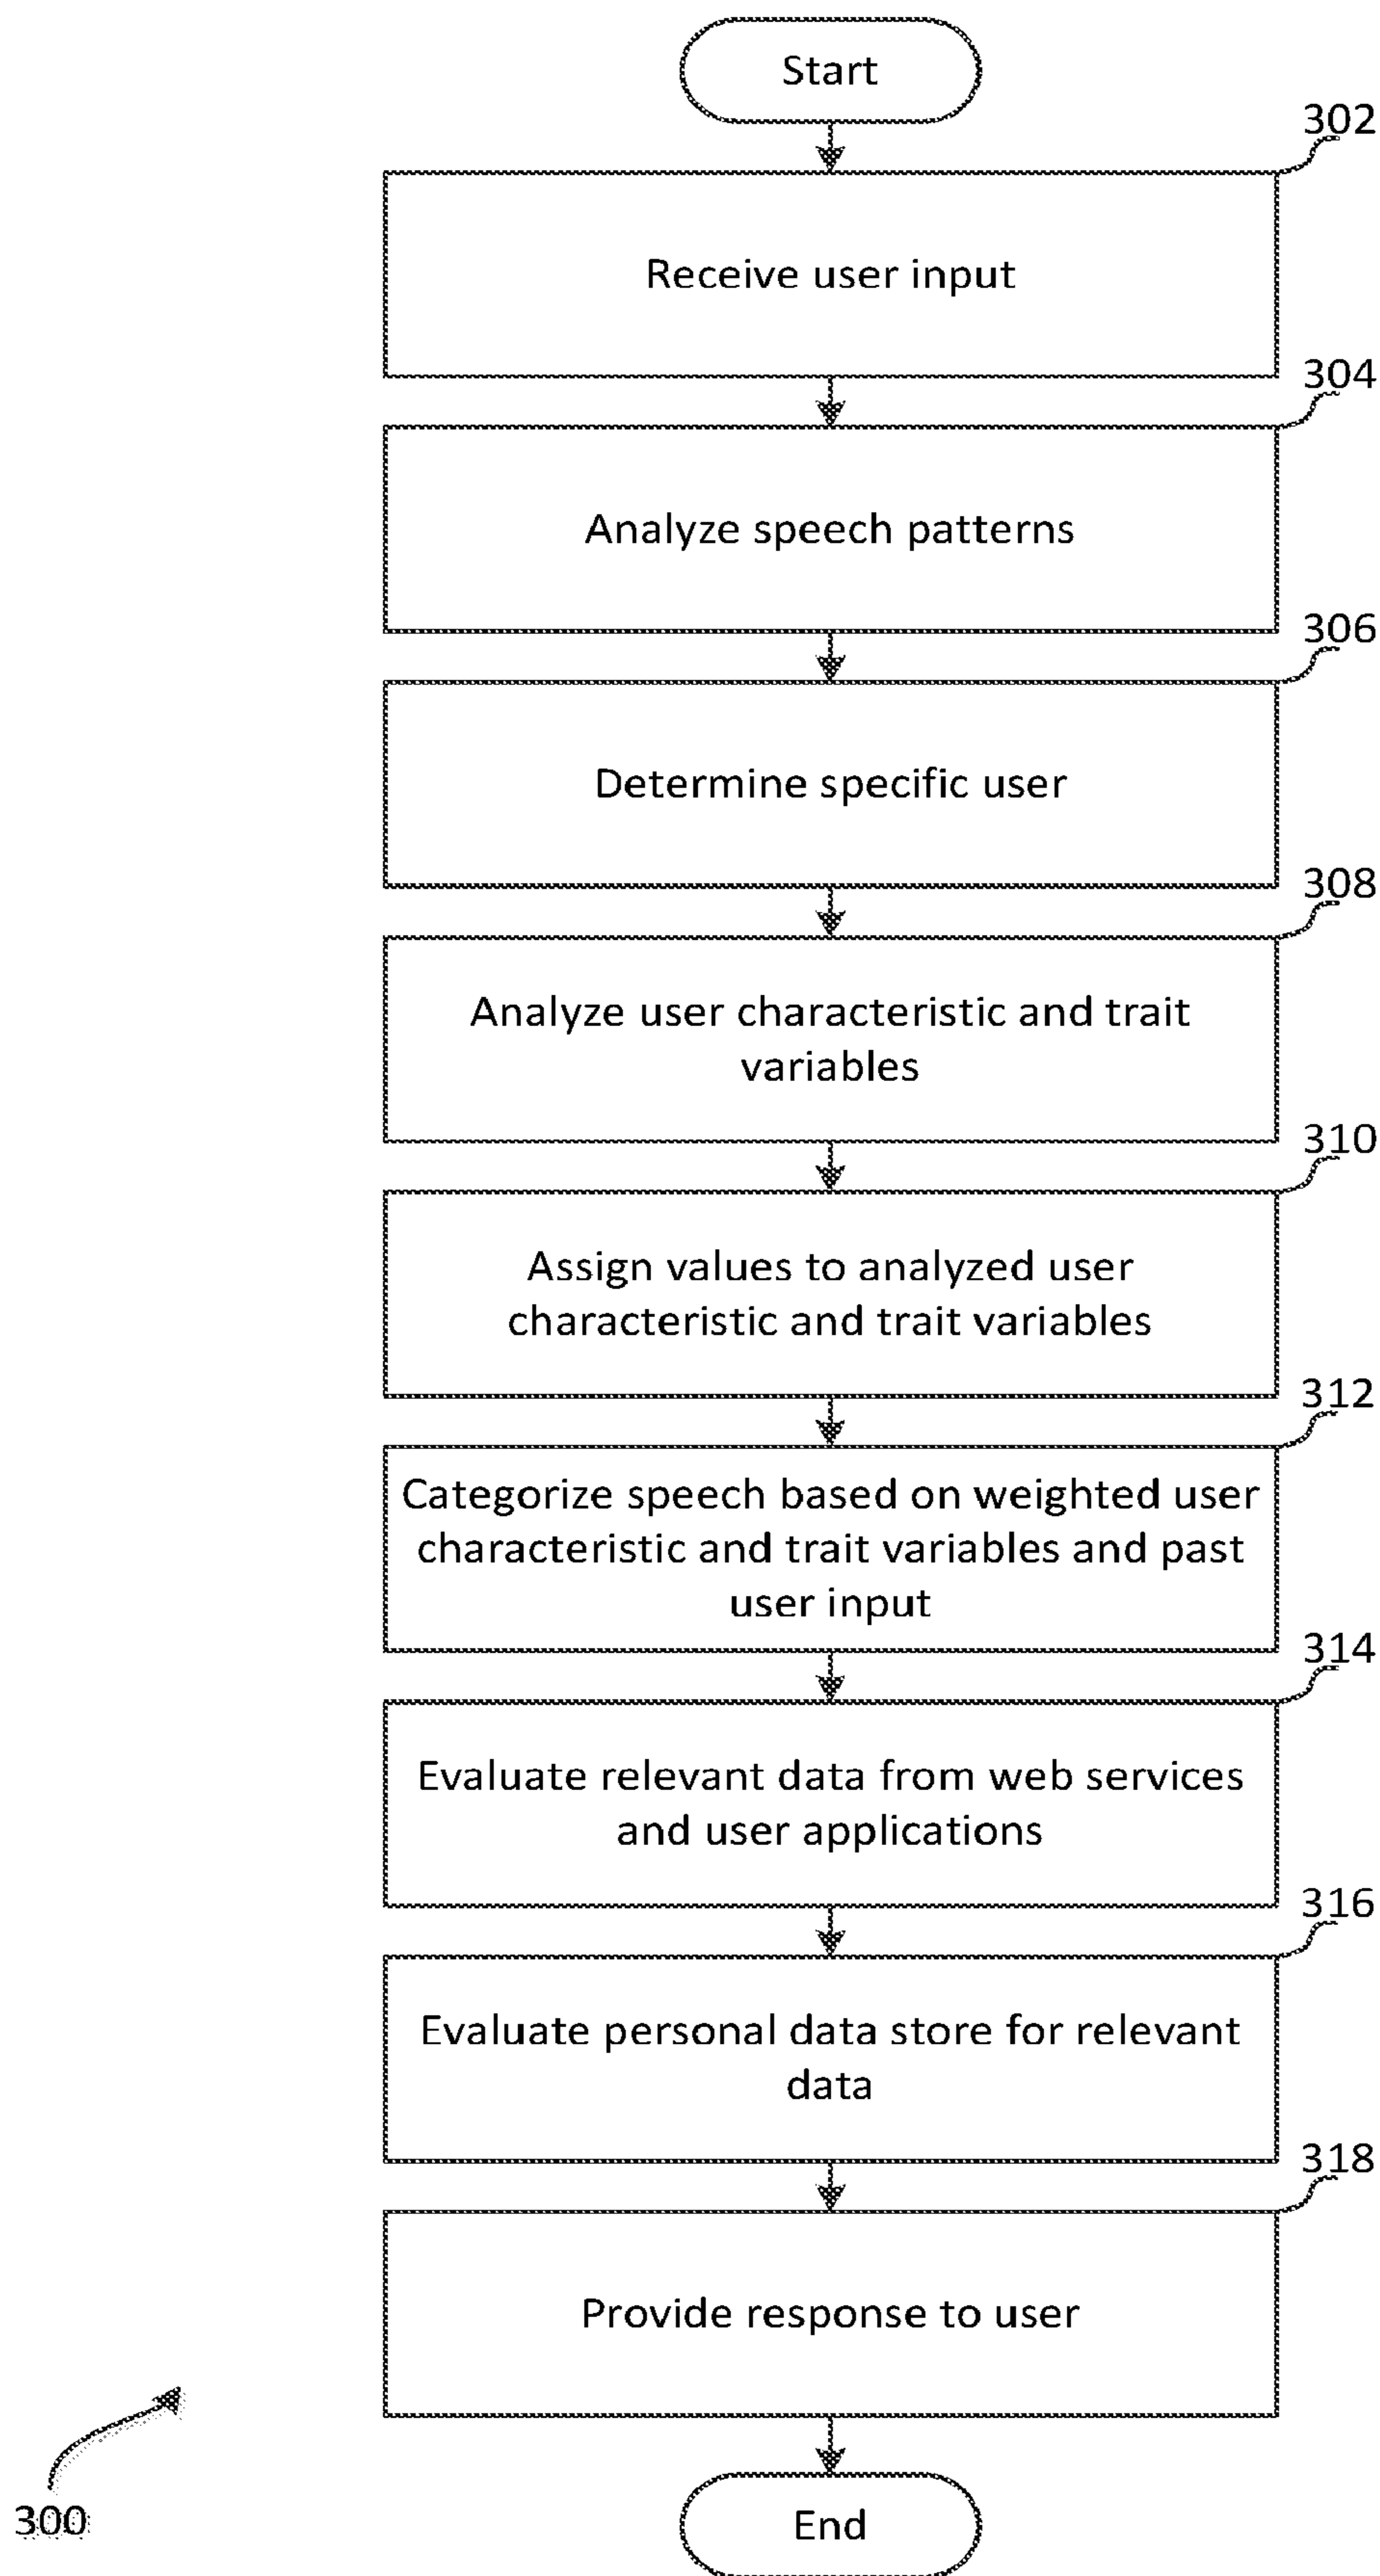 Start
302
Receive user input
304
Analyze speech patterns
306
Determine specific user
308
Analyze user characteristic and trait
variables
310
Assign values to analyzed user
characteristic and trait variables
312
Categorize speech based on weighted user
characteristic and trait variables and past
user input
314
Evaluate relevant data from web services
and user applications
316
Evaluate personal data store for relevant
data
318
Provide response to user
300
End